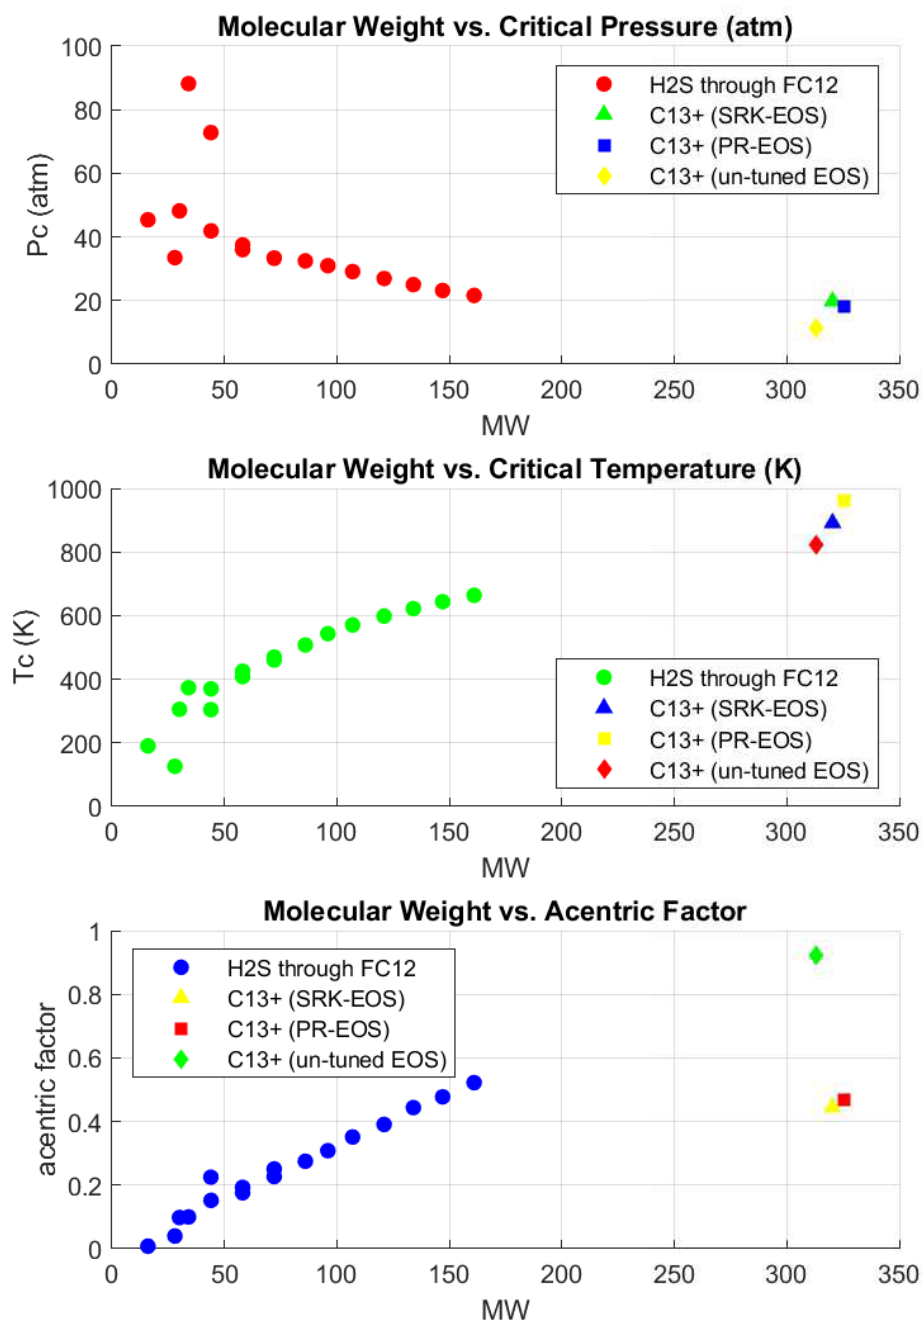 Molecular Weight vs. Critical Pressure (atm)
100
80
60
40
20
0
Pc (atm)
H2S through FC12
C13+ (SRK-EOS)
C13+ (PR-EOS)
C13+ (un-tuned EOS)
0 50 100 150 200 250 300 350
MW
Molecular Weight vs. Critical Temperature (K)
1000
800
600
400
200
0
Tc (K)
H2S through FC12
C13+ (SRK-EOS)
C13+ (PR-EOS)
C13+ (un-tuned EOS)
0 50 100 150 200 250 300 350
MW
Molecular Weight vs. Acentric Factor
1
0.8
0.6
0.4
0.2
0
acentric factor
H2S through FC12
C13+ (SRK-EOS)
C13+ (PR-EOS)
C13+ (un-tuned EOS)
0 50 100 150 200 250 300 350
MW